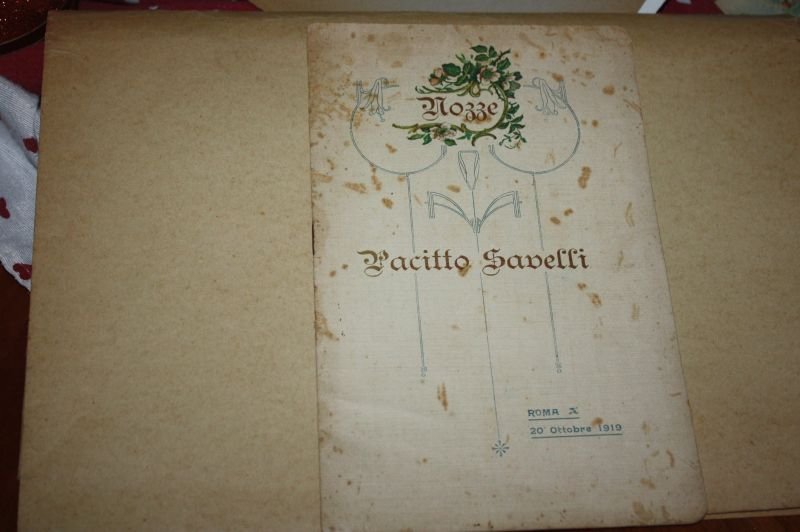 Nozze
Pacitto Savelli
ROMA
20 Ottobre 1919